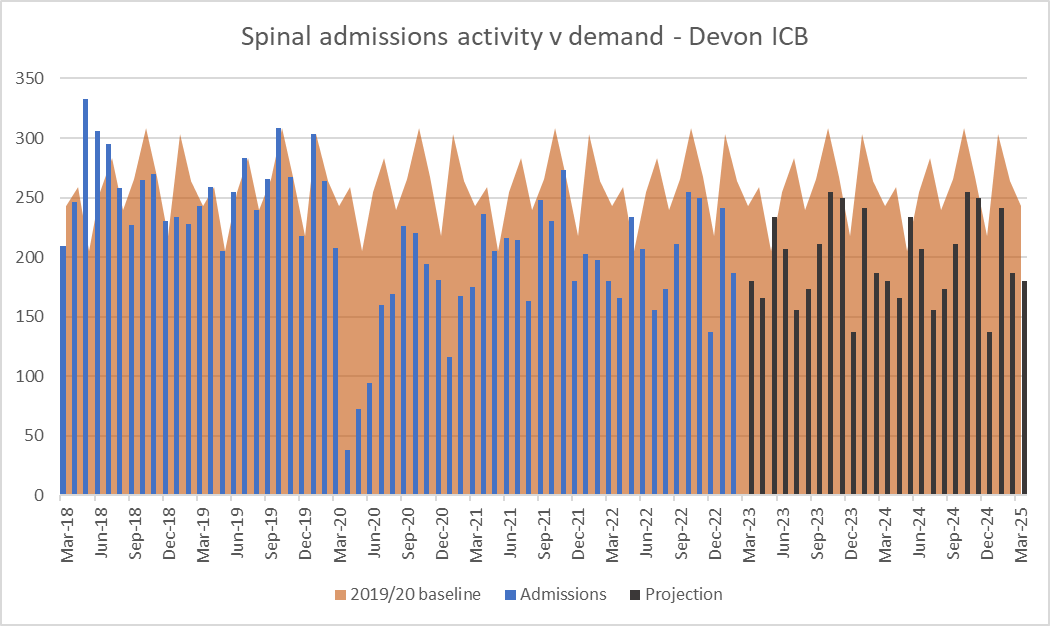 Spinal admissions activity v demand - Devon ICB
350
300
250
200
150
100
50
0
Mar-18
Jun-18
Sep-18
Dec-18
Mar-19
Jun-19
Sep-19
Dec-19
Mar-20
Jun-20
Sep-20
Dec-20
Mar-21
Jun-21
Sep-21
Dec-21
Mar-22
Jun-22
Sep-22
Dec-22
Mar-23
Jun-23
Sep-23
Dec-23
Mar-24
Jun-24
Sep-24
Dec-24
Mar-25
2019/20 baseline Admissions Projection